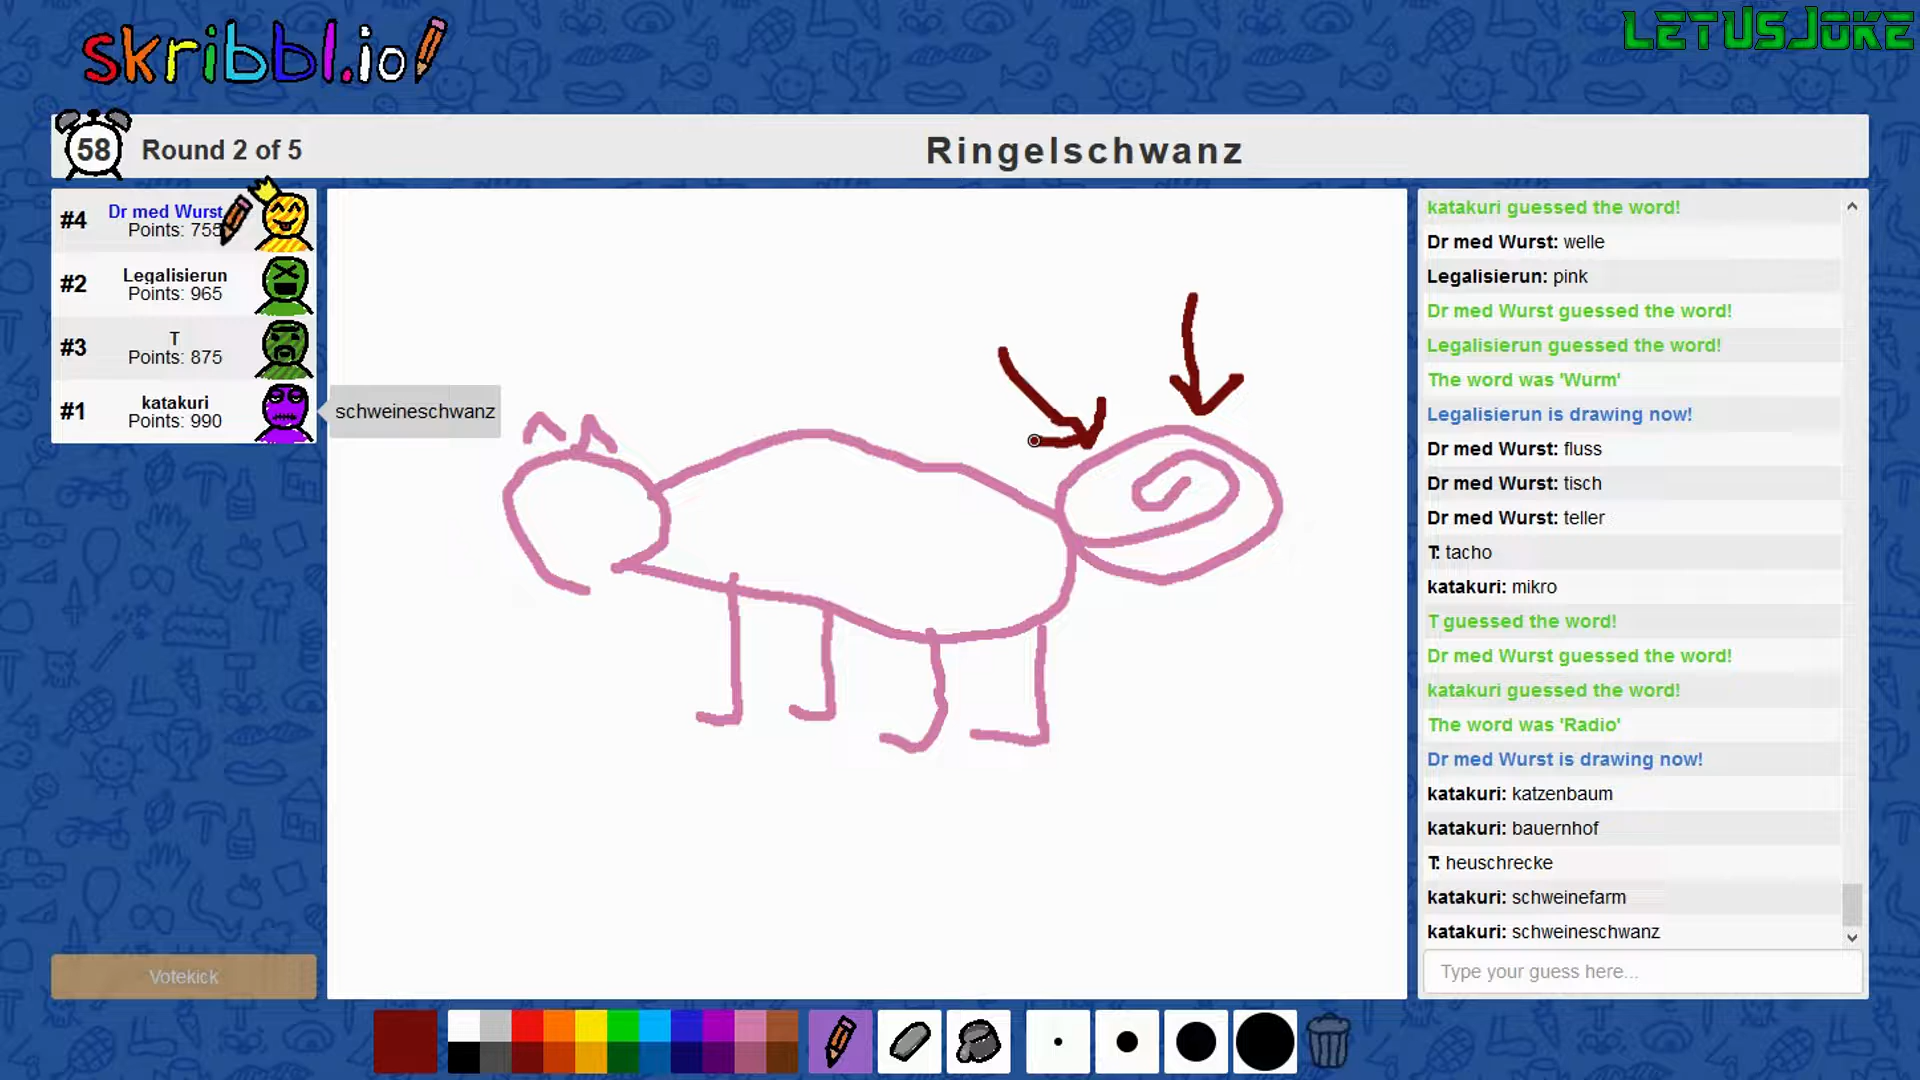 skribbl.io
LETUSJOKE
58
Round 2 of 5
Ringelschwanz
#4
Dr med Wurst
Points: 755
#2
Legalisierun
Points: 965
#3
T
Points: 875
#1
katakuri
Points: 990
schweineschwanz
Votekick
katakuri guessed the word!
Dr med Wurst: welle
Legalisierun: pink
Dr med Wurst guessed the word!
Legalisierun guessed the word!
The word was 'Wurm'
Legalisierun is drawing now!
Dr med Wurst: fluss
Dr med Wurst: tisch
Dr med Wurst: teller
T: tacho
katakuri: mikro
T guessed the word!
Dr med Wurst guessed the word!
katakuri guessed the word!
The word was 'Radio'
Dr med Wurst is drawing now!
katakuri: katzenbaum
katakuri: bauernhof
T: heuschrecke
katakuri: schweinefarm
katakuri: schweineschwanz
Type your guess here...